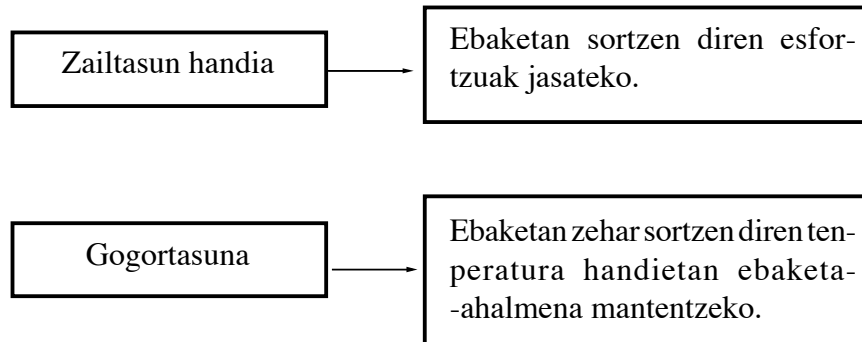 Zailtasun handia
Ebaketan sortzen diren esfor-
tzuak jasateko.
Gogortasuna
Ebaketan zehar sortzen diren ten-
peratura handietan ebaketa-
-ahalmena mantentzeko.